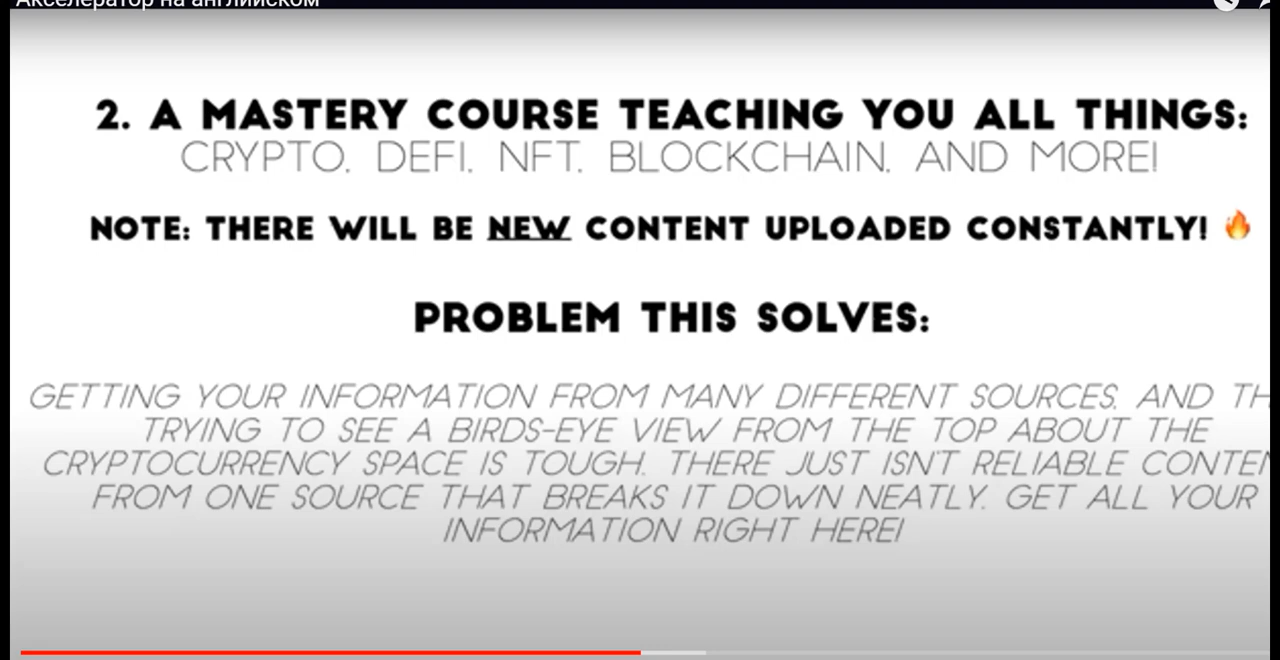 Акселератор на английском
2. A MASTERY COURSE TEACHING YOU ALL THINGS:
CRYPTO, DEFI, NFT, BLOCKCHAIN, AND MORE!
NOTE: THERE WILL BE NEW CONTENT UPLOADED CONSTANTLY! 🔥
PROBLEM THIS SOLVES:
GETTING YOUR INFORMATION FROM MANY DIFFERENT SOURCES, AND
TRYING TO SEE A BIRDS-EYE VIEW FROM THE TOP ABOUT THE
CRYPTOCURRENCY SPACE IS TOUGH. THERE JUST ISN'T RELIABLE
FROM ONE SOURCE THAT BREAKS IT DOWN NEATLY. GET ALL YOUR
INFORMATION RIGHT HERE!